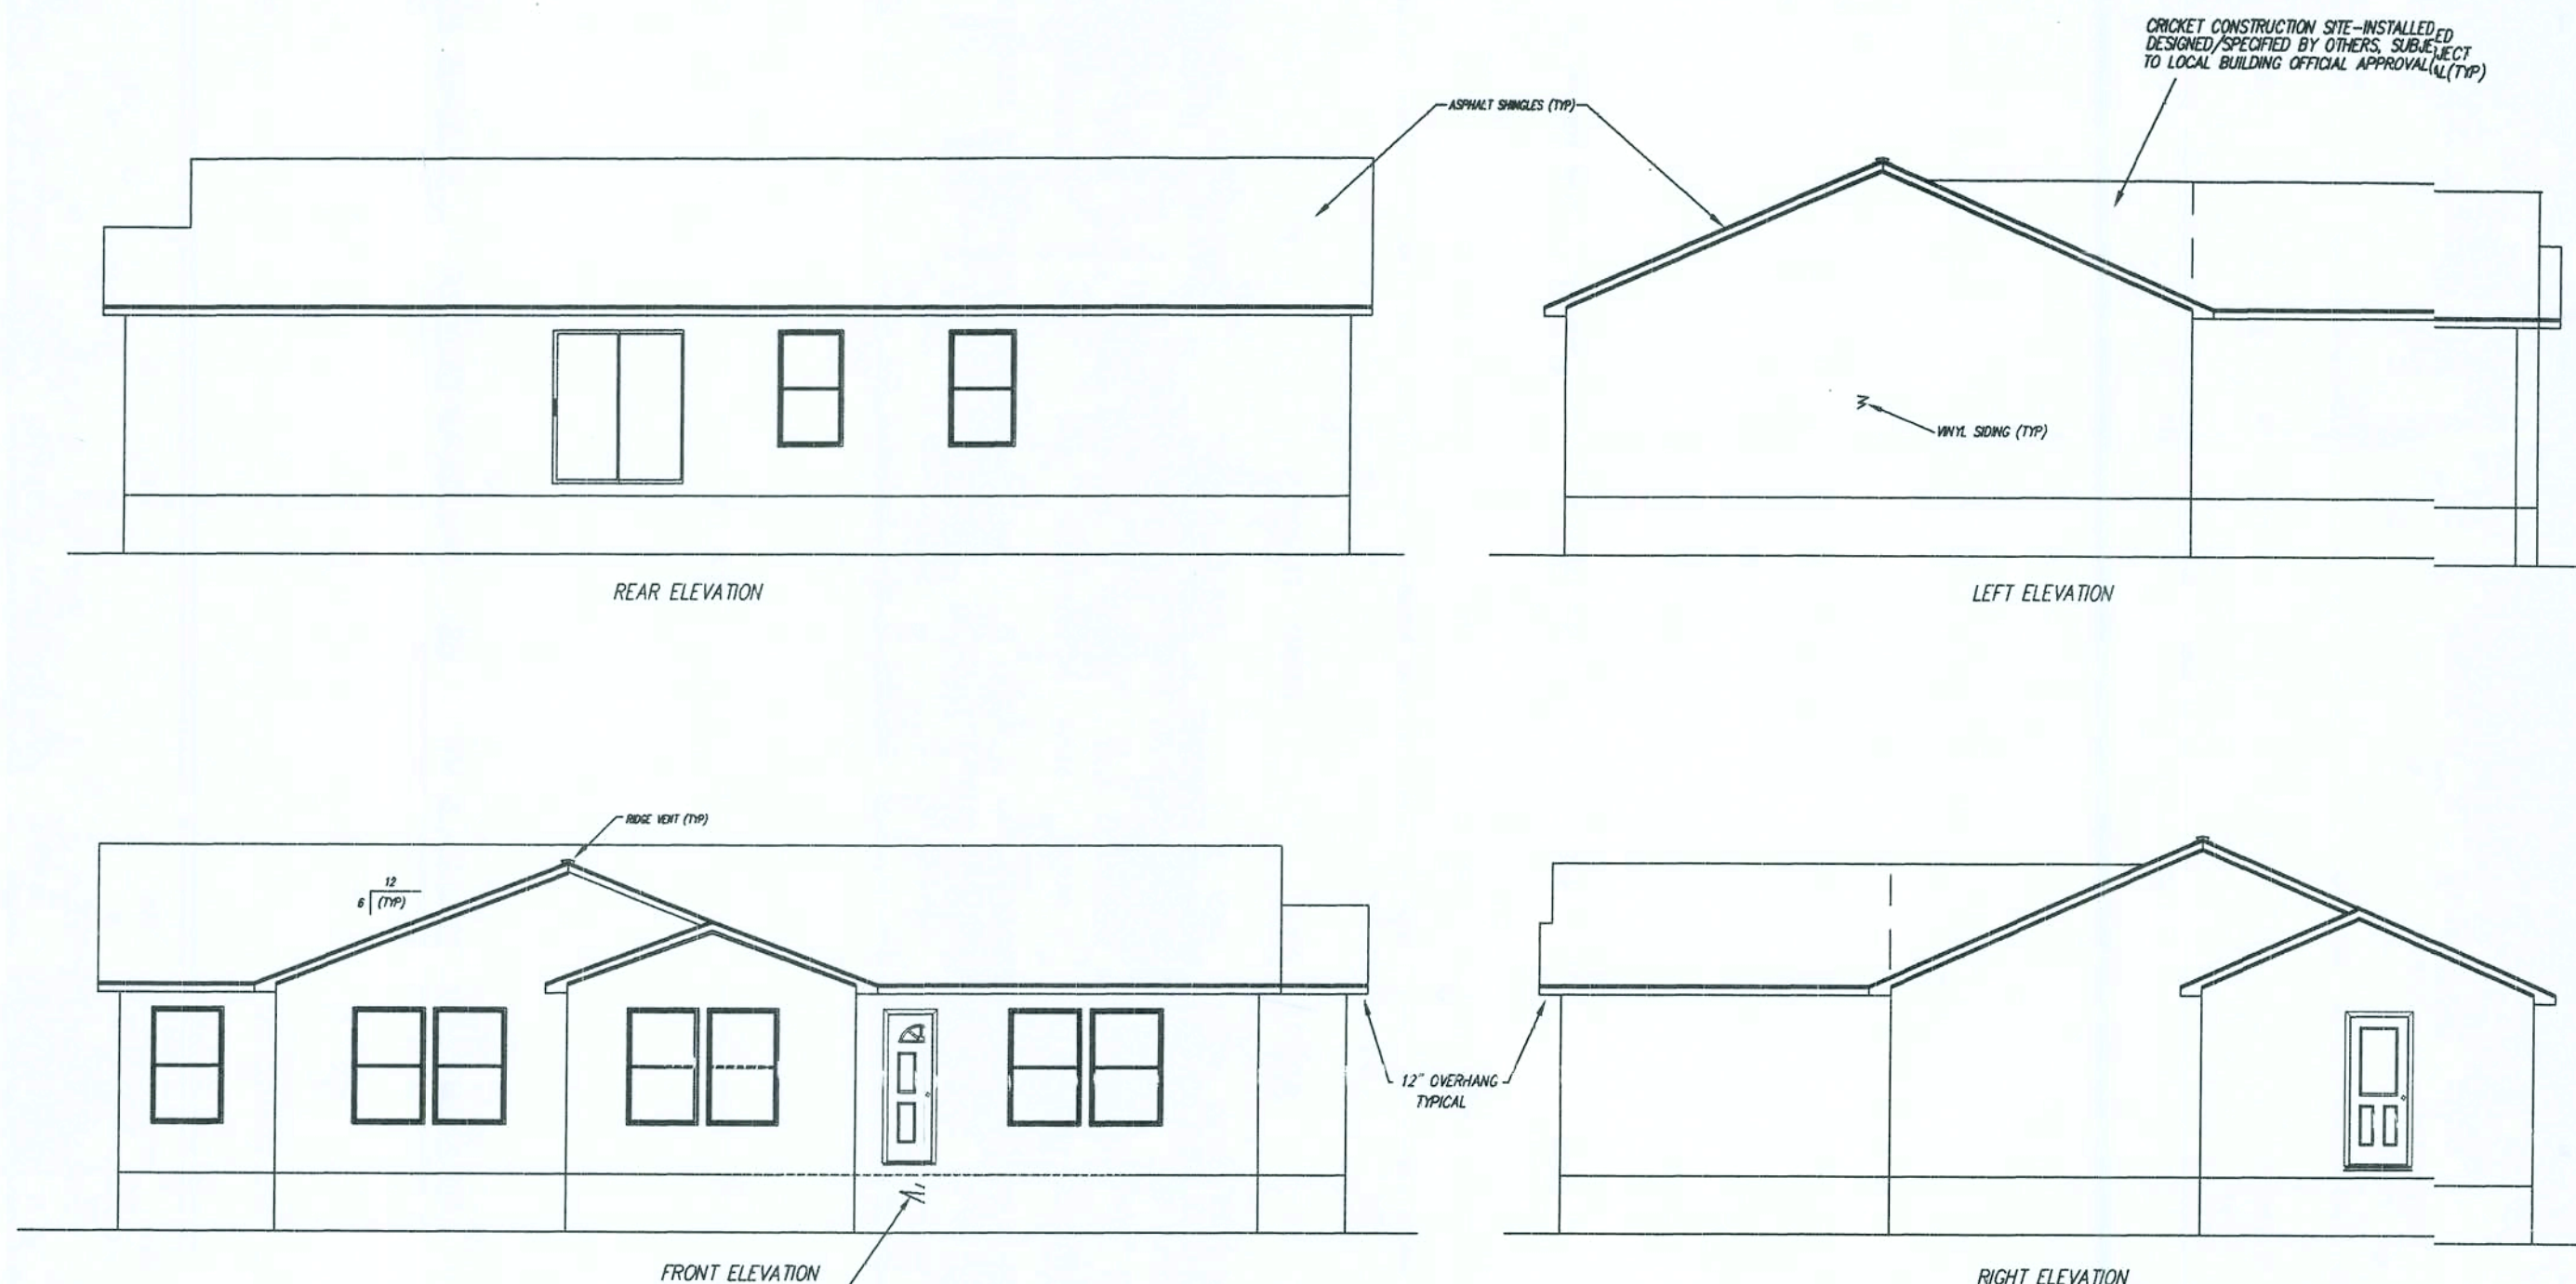 CRICKET CONSTRUCTION SITE-INSTALLED
DESIGNED/SPECIFIED BY OTHERS, SUBJECT
TO LOCAL BUILDING OFFICIAL APPROVAL(TYP)
ASPHALT SHINGLES (TYP)
VINYL SIDING (TYP)
REAR ELEVATION
LEFT ELEVATION
RIDGE VENT (TYP)
12
6 (TYP)
12" OVERHANG
TYPICAL
FRONT ELEVATION
RIGHT ELEVATION